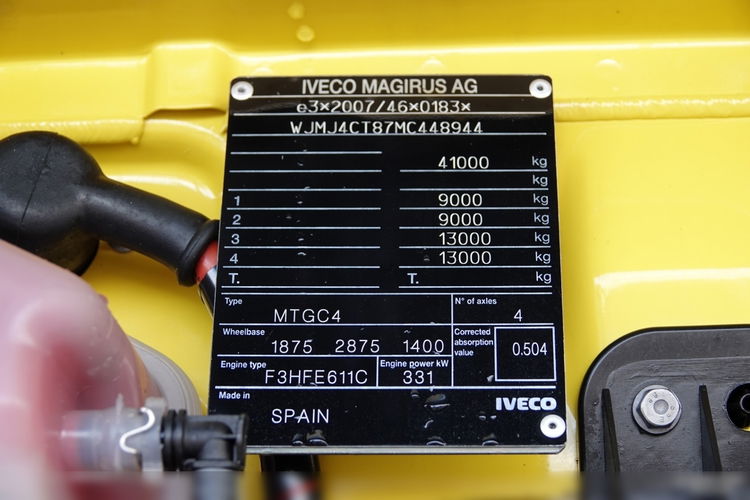 IVECO MAGIRUS AG
e3×2007/46×0183×
WJMJ4CT87MC448944
41000 kg
kg
1 9000 kg
2 9000 kg
3 13000 kg
4 13000 kg
T. T. kg
Type MTGC4 N° of axles 4
Wheelbase 1875 2875 1400 Corrected absorption value 0.504
Engine type F3HFE611C Engine power kW 331
Made in SPAIN
IVECO